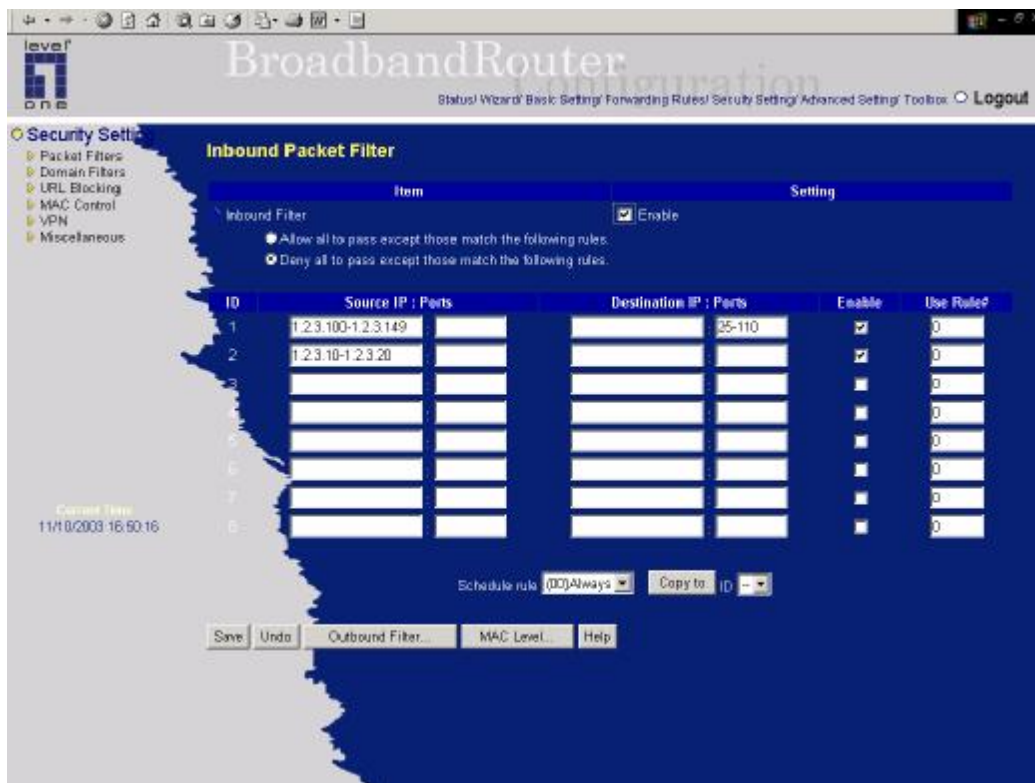 level
one
BroadbandRouter
Configuration
Status/ Wizard/ Basic Setting/ Forwarding Rules/ Security Setting/ Advanced Setting/ Toolbox Logout
Security Setting
Packet Filters
Domain Filters
URL Blocking
MAC Control
VPN
Miscellaneous
Current Time
11/10/2003 16:50:16
Inbound Packet Filter
Item Setting
Inbound Filter Enable
Allow all to pass except those match the following rules.
Deny all to pass except those match the following rules.
ID Source IP : Ports Destination IP : Ports Enable Use Rule#
1 1.2.3.100-1.2.3.149 : : 25-110 0
2 1.2.3.10-1.2.3.20 : : 0
3 : : 0
4 : : 0
5 : : 0
6 : : 0
7 : : 0
8 : : 0
Schedule rule (00)Always Copy to ID --
Save Undo Outbound Filter... MAC Level... Help